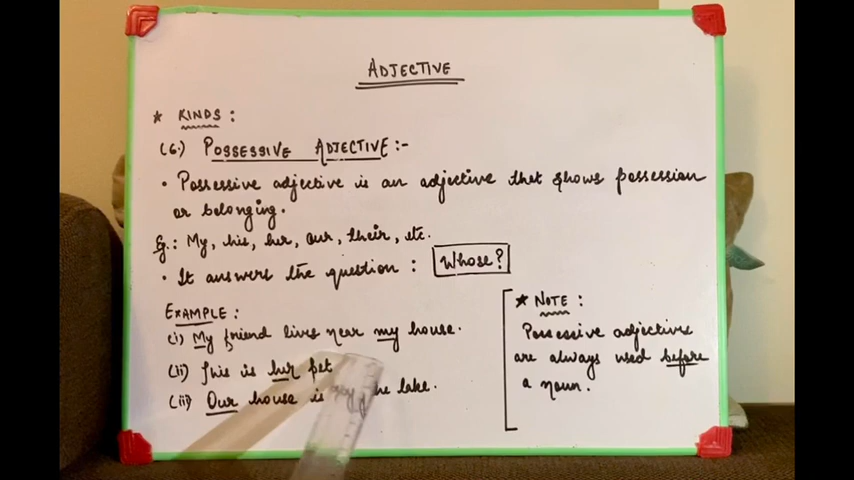 ADJECTIVE
* KINDS:
(6.) POSSESSIVE ADJECTIVE:-
• Possessive adjective is an adjective that shows possession
or belonging.
Eg.: My, his, her, our, their, etc.
• It answers the question: Whose?
EXAMPLE:
(i) My friend lives near my house.
(ii) This is her pet
(iii) Our house is the lake.
* NOTE:
Possessive adjectives
are always used before
a noun.